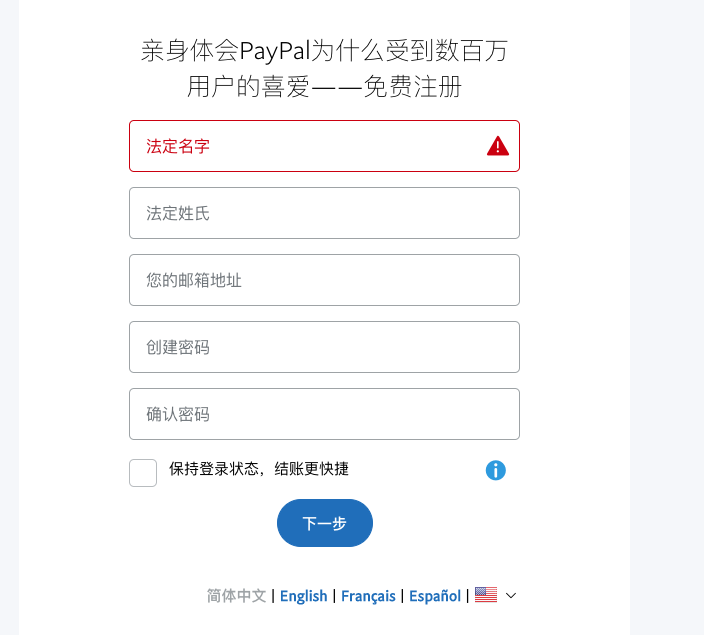 亲身体会PayPal为什么受到数百万
用户的喜爱——免费注册
法定名字
法定姓氏
您的邮箱地址
创建密码
确认密码
保持登录状态，结账更快捷
下一步
简体中文 | English | Français | Español |